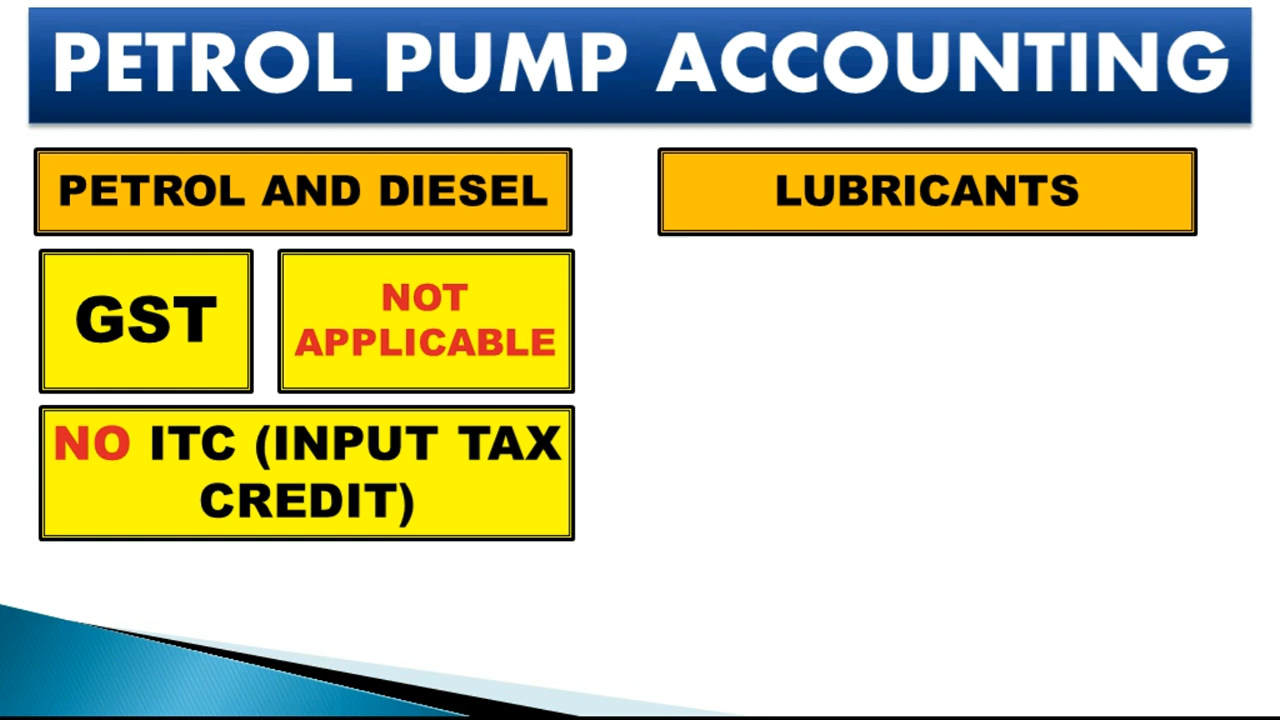 PETROL PUMP ACCOUNTING
PETROL AND DIESEL
LUBRICANTS
GST
NOT
APPLICABLE
NO ITC (INPUT TAX
CREDIT)